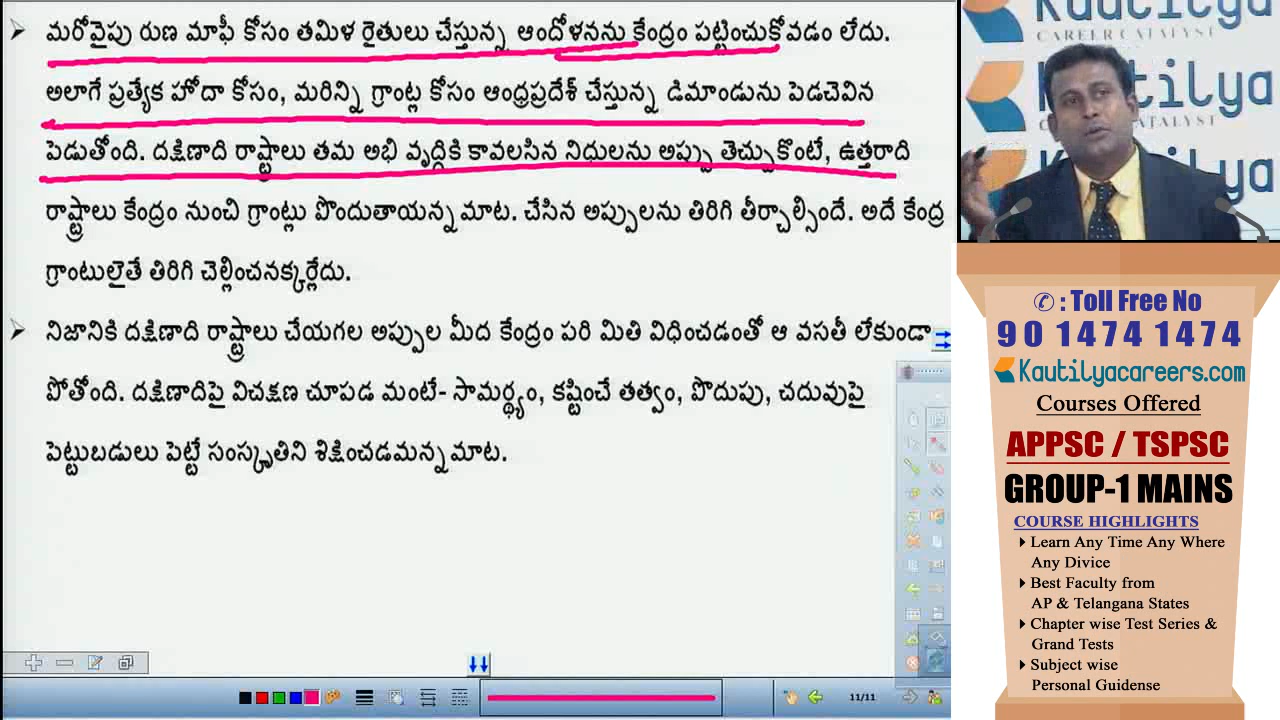 మరోవైపు రుణ మాఫీ కోసం తమిళ రైతులు చేస్తున్న ఆందోళనను కేంద్రం పట్టించుకోవడం లేదు.
అలాగే ప్రత్యేక హోదా కోసం, మరిన్ని గ్రాంట్ల కోసం ఆంధ్రప్రదేశ్ చేస్తున్న డిమాండును పెడచెవిన
పెడుతోంది. దక్షిణాది రాష్ట్రాలు తమ అభి వృద్ధికి కావలసిన నిధులను అప్పు తెచ్చుకొంటే, ఉత్తరాది
రాష్ట్రాలు కేంద్రం నుంచి గ్రాంట్లు పొందుతాయన్న మాట. చేసిన అప్పులను తిరిగి తీర్చాల్సిందే. అదే కేంద్ర
గ్రాంటులైతే తిరిగి చెల్లించనక్కర్లేదు.
నిజానికి దక్షిణాది రాష్ట్రాలు చేయగల అప్పుల మీద కేంద్రం పరి మితి విధించడంతో ఆ వసతీ లేకుండా
పోతోంది. దక్షిణాదిపై విచక్షణ చూపడ మంటే- సామర్థ్యం, కష్టించే తత్వం, పొదుపు, చదువుపై
పెట్టుబడులు పెట్టే సంస్కృతిని శిక్షించడమన్న మాట.
11/11
Kautilya
CAREER CATALYST
: Toll Free No
90 1474 1474
Kautilyacareers.com
Courses Offered
APPSC / TSPSC
GROUP-1 MAINS
COURSE HIGHLIGHTS
Learn Any Time Any Where
Any Divice
Best Faculty from
AP & Telangana States
Chapter wise Test Series &
Grand Tests
Subject wise
Personal Guidense